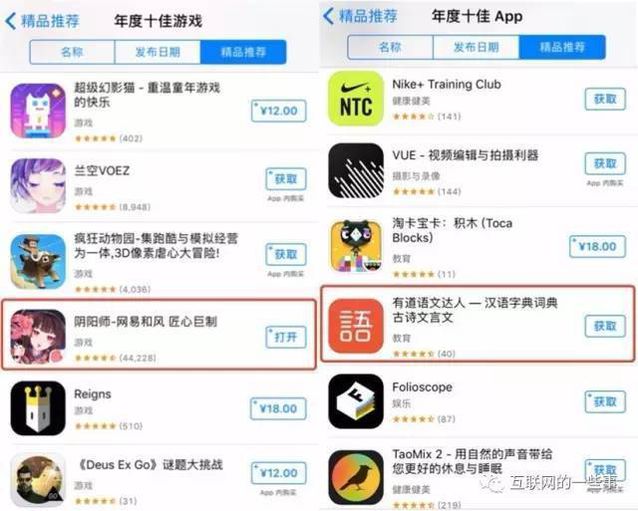 精品推荐
年度十佳游戏
名称
发布日期
精品推荐
超级幻影猫 - 重温童年游戏
的快乐
游戏
(402)
+¥12.00
兰空VOEZ
游戏
(8,948)
+获取
App 内购买
疯狂动物园-集跑酷与模拟经营
为一体,3D像素虐心大冒险!
游戏
(4,036)
+获取
App 内购买
阴阳师-网易和风 匠心巨制
游戏
(44,228)
+打开
Reigns
游戏
(510)
+¥18.00
《Deus Ex Go》谜题大挑战
游戏
(31)
+¥12.00
App 内购买
GO
精品推荐
年度十佳 App
名称
发布日期
精品推荐
NTC
Nike+ Training Club
健康健美
(141)
获取
VUE - 视频编辑与拍摄利器
摄影与录像
(144)
获取
App 内购买
淘卡宝卡：积木 (Toca
Blocks)
教育
(11)
+¥18.00
語
有道语文达人 — 汉语字典词典
古诗文言文
教育
(40)
获取
F
Folioscope
娱乐
(87)
+获取
TaoMix 2 - 用自然的声音带给
您更好的休息与睡眠
健康健美
(219)
+获取
App 内购买
互联网的一些事